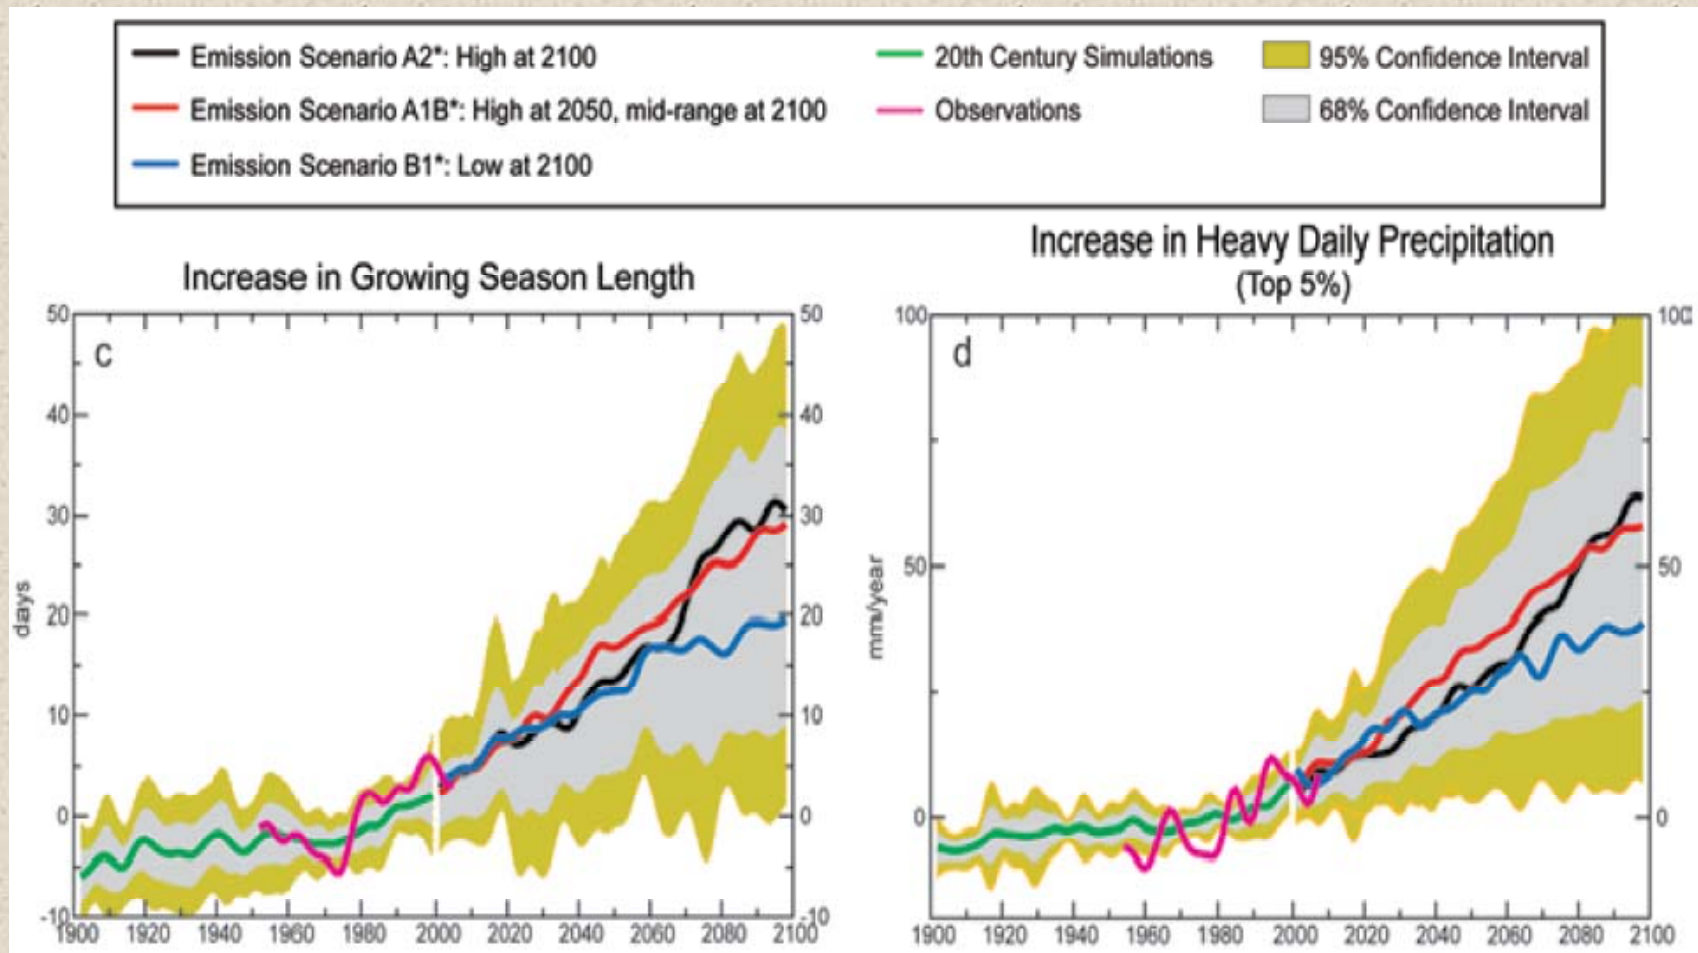 Emission Scenario A2*: High at 2100
Emission Scenario A1B*: High at 2050, mid-range at 2100
Emission Scenario B1*: Low at 2100
20th Century Simulations
Observations
95% Confidence Interval
68% Confidence Interval
Increase in Growing Season Length
50
40
30
20
10
0
-10
days
c
50
40
30
20
10
0
-10
1900 1920 1940 1960 1980 2000 2020 2040 2060 2080 2100
Increase in Heavy Daily Precipitation
(Top 5%)
100
50
0
mm/year
d
100
50
0
1900 1920 1940 1960 1980 2000 2020 2040 2060 2080 2100